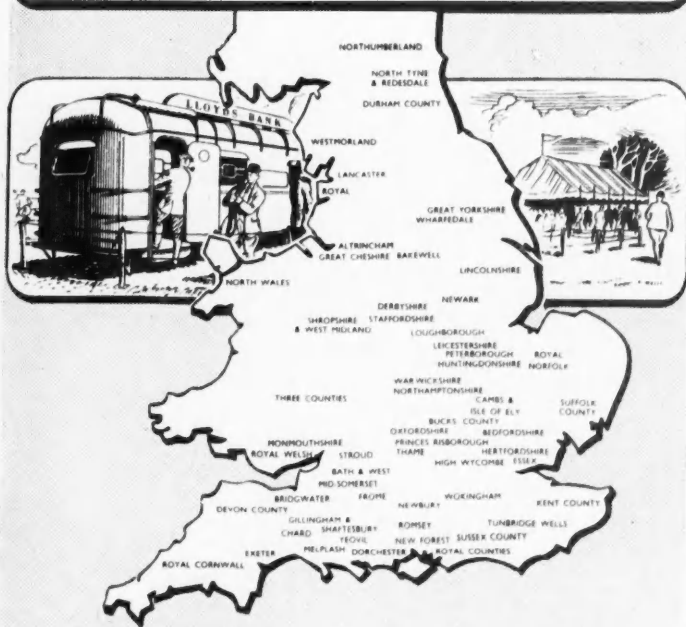 NORTHUMBERLAND
NORTH TYNE
& REDESDALE
DURHAM COUNTY
LLOYDS BANK
WESTMORLAND
LANCASTER
ROYAL
GREAT YORKSHIRE
WHARFEDALE
ALTRINCHAM
GREAT CHESHIRE BAKEWELL
LINCOLNSHIRE
NORTH WALES
DERBYSHIRE NEWARK
SHROPSHIRE STAFFORDSHIRE
& WEST MIDLAND LOUGHBOROUGH
LEICESTERSHIRE
PETERBOROUGH ROYAL
HUNTINGDONSHIRE NORFOLK
WARWICKSHIRE
NORTHAMPTONSHIRE
THREE COUNTIES CAMBS & SUFFOLK
ISLE OF ELY COUNTY
BUCKS COUNTY
OXFORDSHIRE BEDFORDSHIRE
MONMOUTHSHIRE PRINCES RISBOROUGH
ROYAL WELSH STROUD THAME HERTFORDSHIRE
HIGH WYCOMBE ESSEX
BATH & WEST
MID-SOMERSET
BRIDGWATER FROME WOKINGHAM
DEVON COUNTY NEWBURY KENT COUNTY
GILLINGHAM &
CHARD SHAFTESBURY ROMSEY TUNBRIDGE WELLS
YEOVIL NEW FOREST SUSSEX COUNTY
EXETER MELPLASH DORCHESTER ROYAL COUNTIES
ROYAL CORNWALL